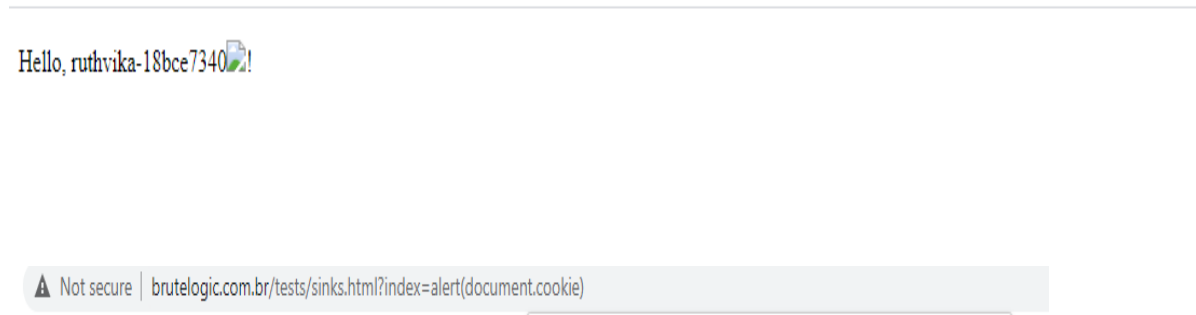 Hello, ruthvika-18bce7340!
Not secure | brutelogic.com.br/tests/sinks.html?index=alert(document.cookie)